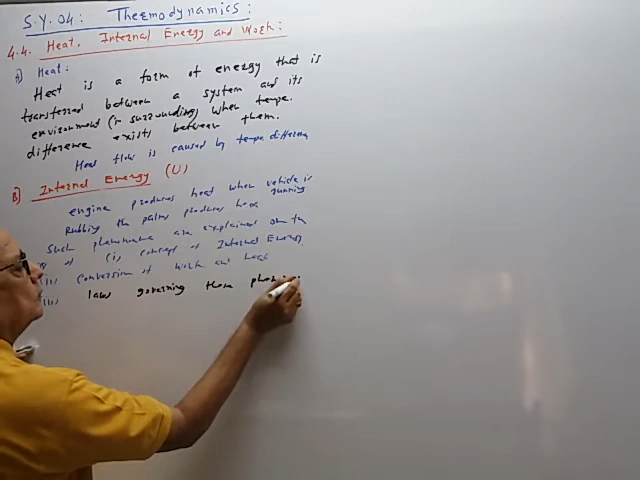 S.Y. 04: Thermodynamics:
4.4. Heat, Internal Energy and Work:
A) Heat:
Heat is a form of energy that is
transferred between a system and its
environment (or surrounding) when tempe.
difference exists between them.
Heat flow is caused by tempe. difference
B) Internal Energy (U)
engine produces heat when vehicle is running
Rubbing the palms produces heat
Such phenomena are explained on the
of (i) concept of Internal Energy
(ii) conversion of work and heat
(iii) laws governing these